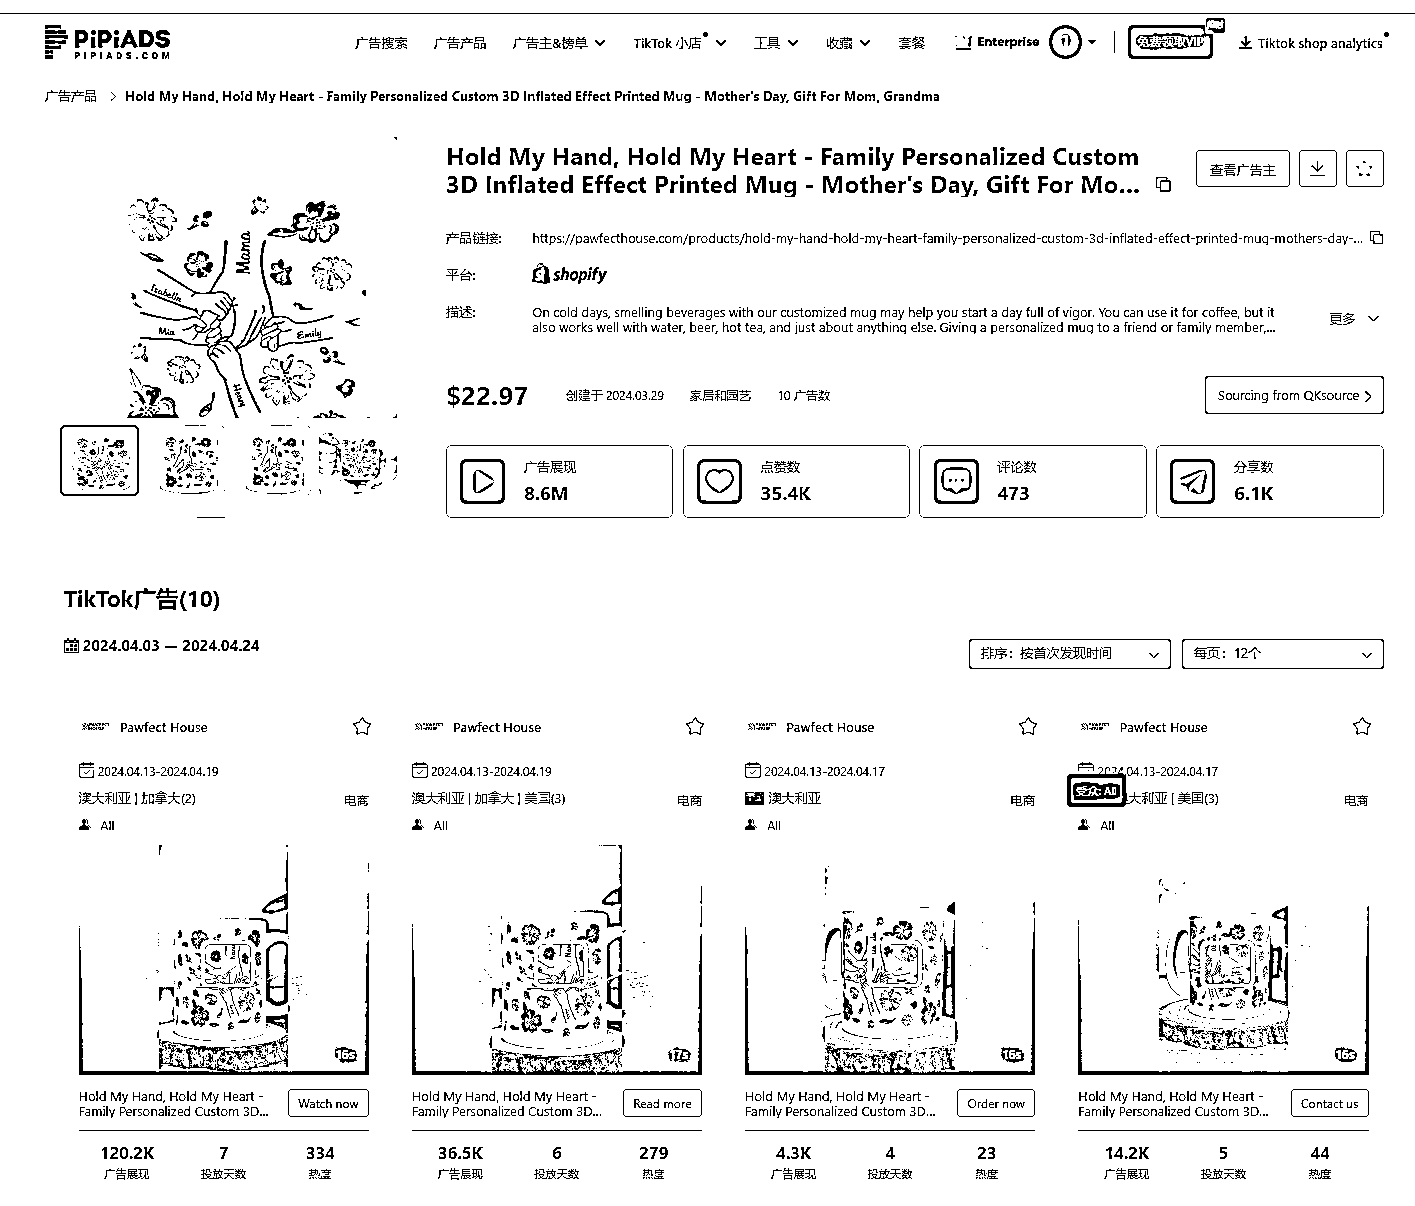 PiPiADS
PIPIADS.COM
广告搜索 广告产品 广告主&榜单 TikTok 小店 工具 收藏 套餐 Enterprise 免费领取VIP Tiktok shop analytics
广告产品 > Hold My Hand, Hold My Heart - Family Personalized Custom 3D Inflated Effect Printed Mug - Mother's Day, Gift For Mom, Grandma
Hold My Hand, Hold My Heart - Family Personalized Custom
3D Inflated Effect Printed Mug - Mother's Day, Gift For Mo...
查看广告主
Mama
Isabella
Mia
Emily
Henry
产品链接: https://pawfecthouse.com/products/hold-my-hand-hold-my-heart-family-personalized-custom-3d-inflated-effect-printed-mug-mothers-day-...
平台: shopify
描述: On cold days, smelling beverages with our customized mug may help you start a day full of vigor. You can use it for coffee, but it
also works well with water, beer, hot tea, and just about anything else. Giving a personalized mug to a friend or family member,...
更多
$22.97 创建于 2024.03.29 家居和园艺 10 广告数
Sourcing from QKsource >
广告展现 点赞数 评论数 分享数
8.6M 35.4K 473 6.1K
TikTok广告(10)
2024.04.03 — 2024.04.24
排序: 按首次发现时间 每页: 12个
Pawfect House Pawfect House Pawfect House Pawfect House
2024.04.13-2024.04.19 2024.04.13-2024.04.19 2024.04.13-2024.04.17 2024.04.13-2024.04.17
澳大利亚 | 加拿大(2) 电商 澳大利亚 | 加拿大 | 美国(3) 电商 澳大利亚 电商 受众: All 大利亚 | 美国(3) 电商
All All All All
16s 17s 16s 16s
Hold My Hand, Hold My Heart - Hold My Hand, Hold My Heart - Hold My Hand, Hold My Heart - Hold My Hand, Hold My Heart -
Family Personalized Custom 3D... Family Personalized Custom 3D... Family Personalized Custom 3D... Family Personalized Custom 3D...
Watch now Read more Order now Contact us
120.2K 7 334 36.5K 6 279 4.3K 4 23 14.2K 5 44
广告展现 投放天数 热度 广告展现 投放天数 热度 广告展现 投放天数 热度 广告展现 投放天数 热度